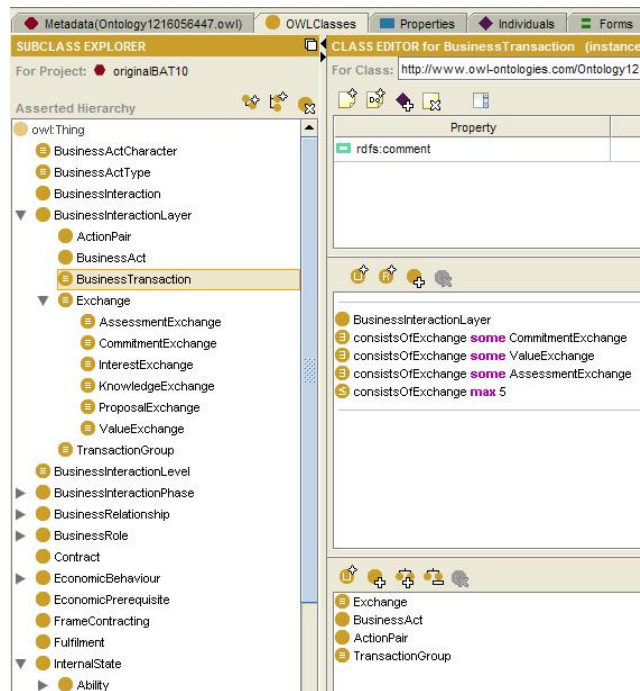 Metadata(Ontology1216056447.owl)
OWLClasses
Properties
Individuals
Forms
SUBCLASS EXPLORER
For Project: originalBAT10
Asserted Hierarchy
owl:Thing
BusinessActCharacter
BusinessActType
BusinessInteraction
BusinessInteractionLayer
ActionPair
BusinessAct
BusinessTransaction
Exchange
AssessmentExchange
CommitmentExchange
InterestExchange
KnowledgeExchange
ProposalExchange
ValueExchange
TransactionGroup
BusinessInteractionLevel
BusinessInteractionPhase
BusinessRelationship
BusinessRole
Contract
EconomicBehaviour
EconomicPrerequisite
FrameContracting
Fulfilment
InternalState
Ability
CLASS EDITOR for BusinessTransaction (instance
For Class: http://www.owl-ontologies.com/Ontology12
Property
rdfs:comment
BusinessInteractionLayer
consistsOfExchange some CommitmentExchange
consistsOfExchange some ValueExchange
consistsOfExchange some AssessmentExchange
consistsOfExchange max 5
Exchange
BusinessAct
ActionPair
TransactionGroup